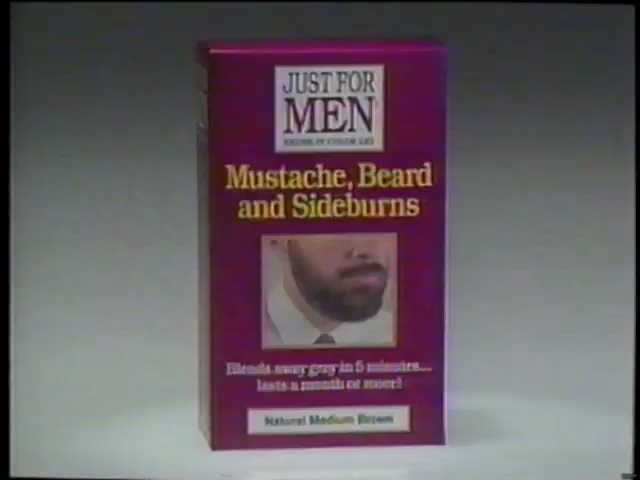 JUST FOR
MEN
Mustache, Beard
and Sideburns
Blends away gray in 5 minutes...
lasts a month or more!
Natural Medium Brown